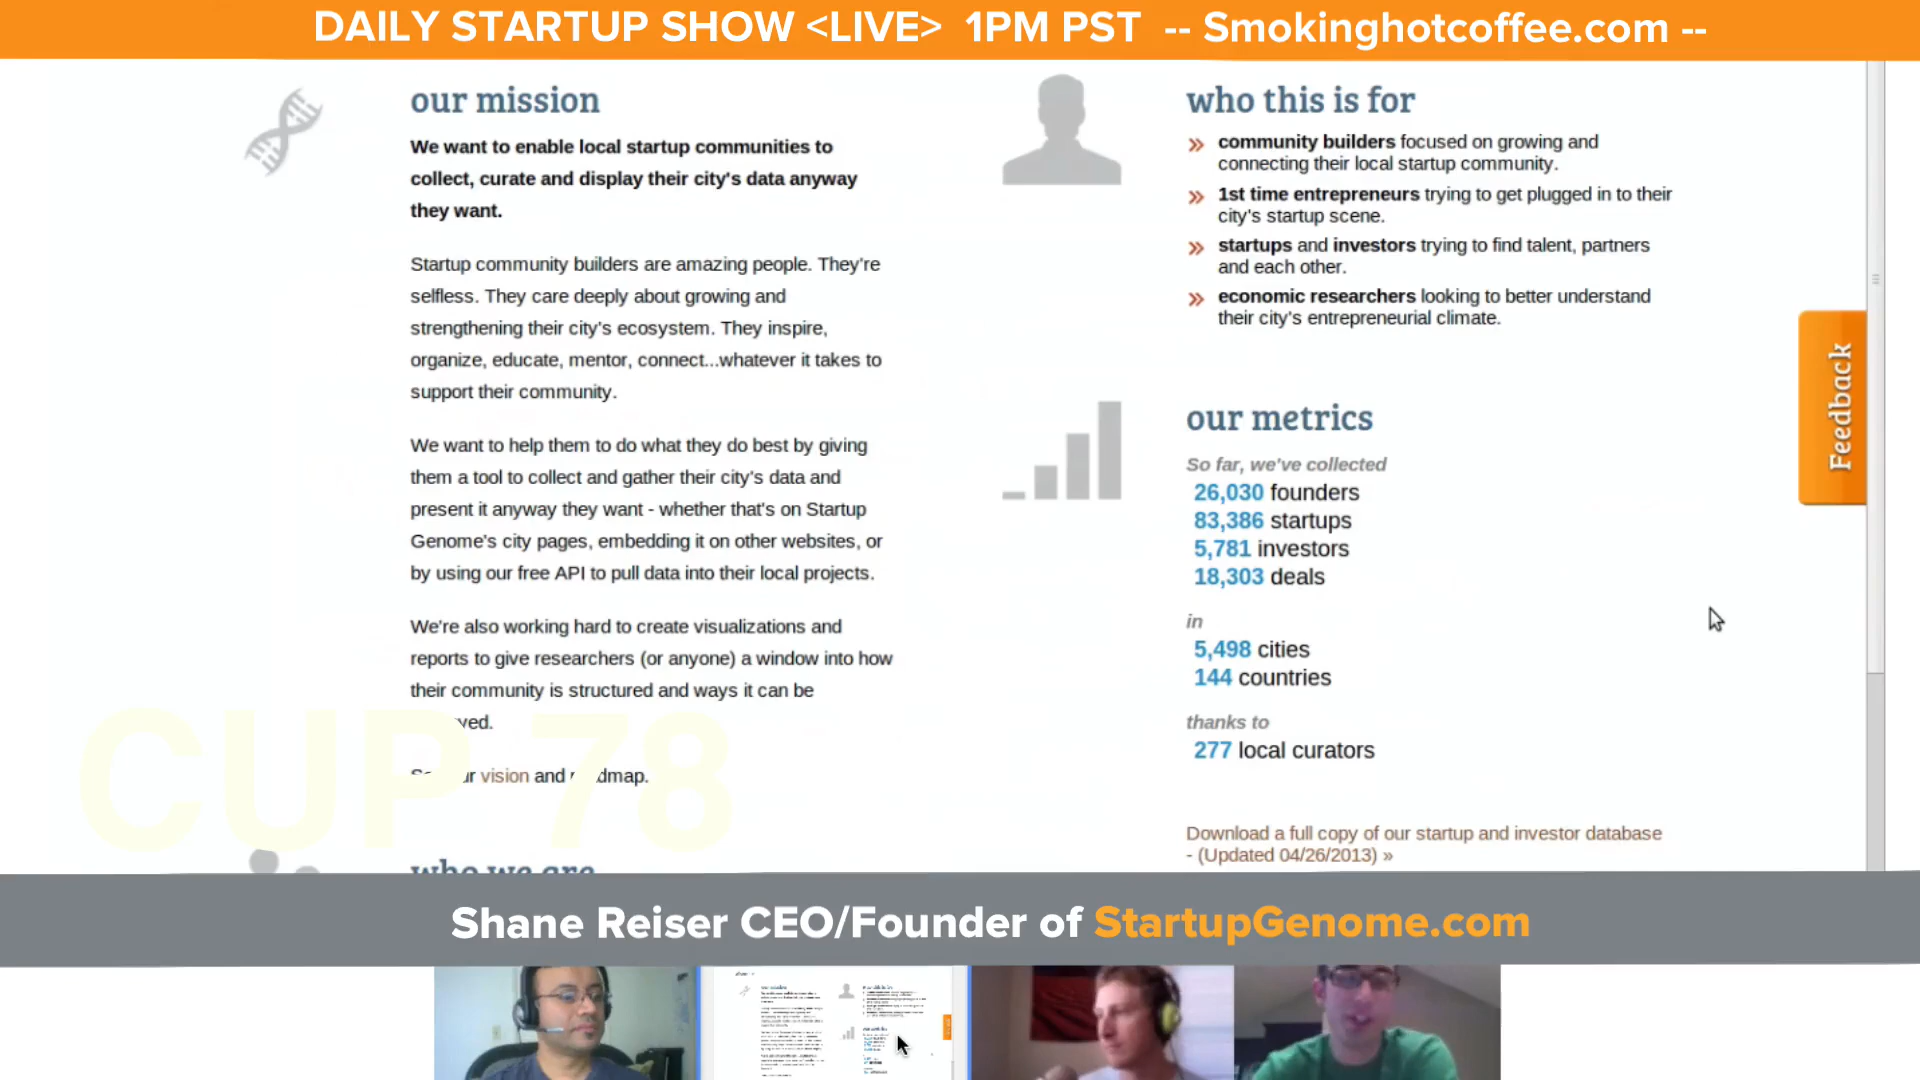 DAILY STARTUP SHOW <LIVE> 1PM PST -- Smokinghotcoffee.com --
our mission
We want to enable local startup communities to
collect, curate and display their city's data anyway
they want.
Startup community builders are amazing people. They're
selfless. They care deeply about growing and
strengthening their city's ecosystem. They inspire,
organize, educate, mentor, connect...whatever it takes to
support their community.
We want to help them to do what they do best by giving
them a tool to collect and gather their city's data and
present it anyway they want - whether that's on Startup
Genome's city pages, embedding it on other websites, or
by using our free API to pull data into their local projects.
We're also working hard to create visualizations and
reports to give researchers (or anyone) a window into how
their community is structured and ways it can be
vision and
CUP 78
who we are
who this is for
» community builders focused on growing and
connecting their local startup community.
» 1st time entrepreneurs trying to get plugged in to their
city's startup scene.
» startups and investors trying to find talent, partners
and each other.
» economic researchers looking to better understand
their city's entrepreneurial climate.
our metrics
So far, we've collected
26,030 founders
83,386 startups
5,781 investors
18,303 deals
in
5,498 cities
144 countries
thanks to
277 local curators
Download a full copy of our startup and investor database
- (Updated 04/26/2013) »
Feedback
Shane Reiser CEO/Founder of StartupGenome.com